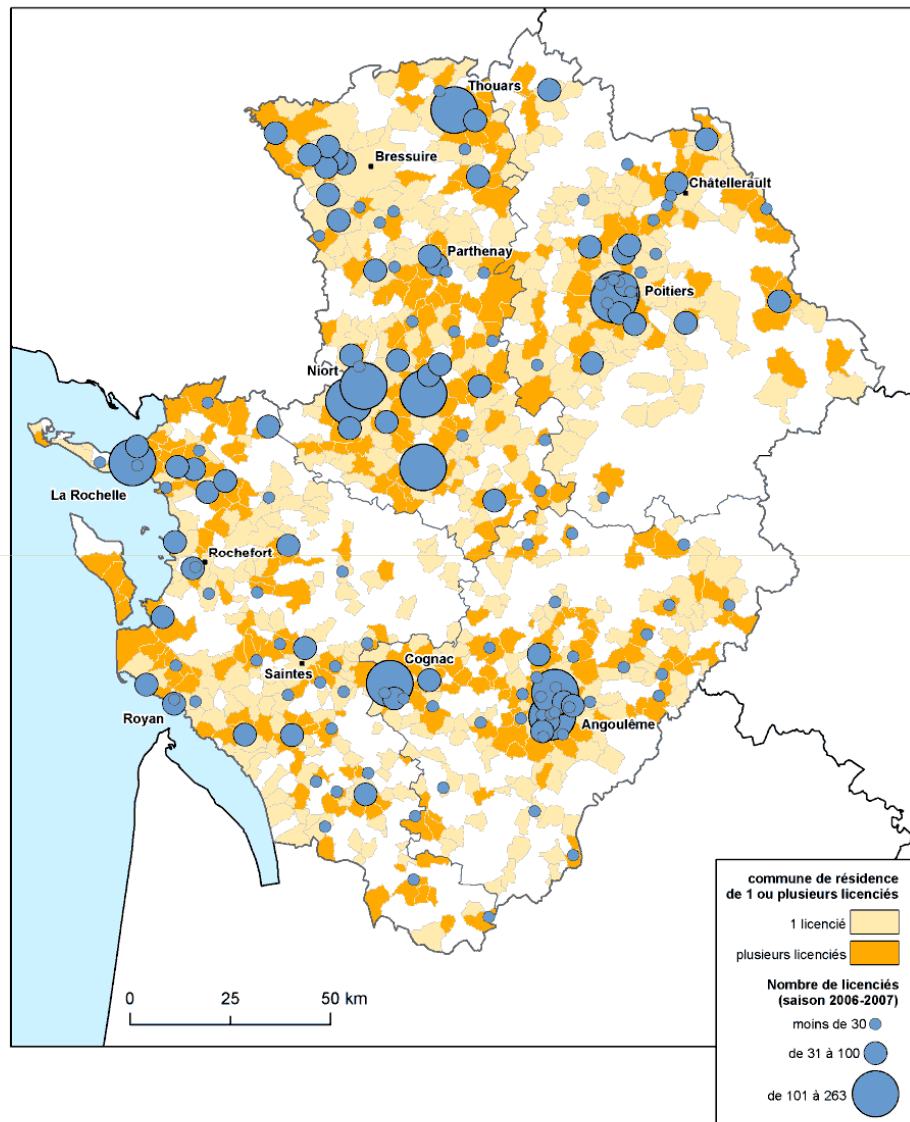 Thouars
Bressuire
Châtellerault
Parthenay
Poitiers
Niort
La Rochelle
Rochefort
Cognac
Saintes
Royan
Angoulême
0 25 50 km
commune de résidence
de 1 ou plusieurs licenciés
1 licencié
plusieurs licenciés
Nombre de licenciés
(saison 2006-2007)
moins de 30
de 31 à 100
de 101 à 263